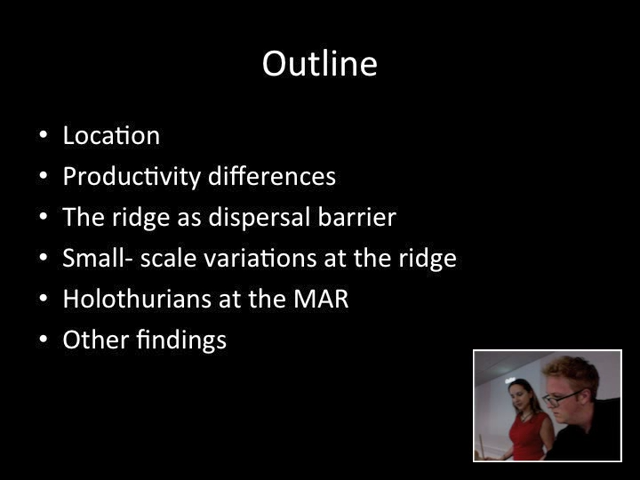 Outline
• Location
• Productivity differences
• The ridge as dispersal barrier
• Small- scale variations at the ridge
• Holothurians at the MAR
• Other findings